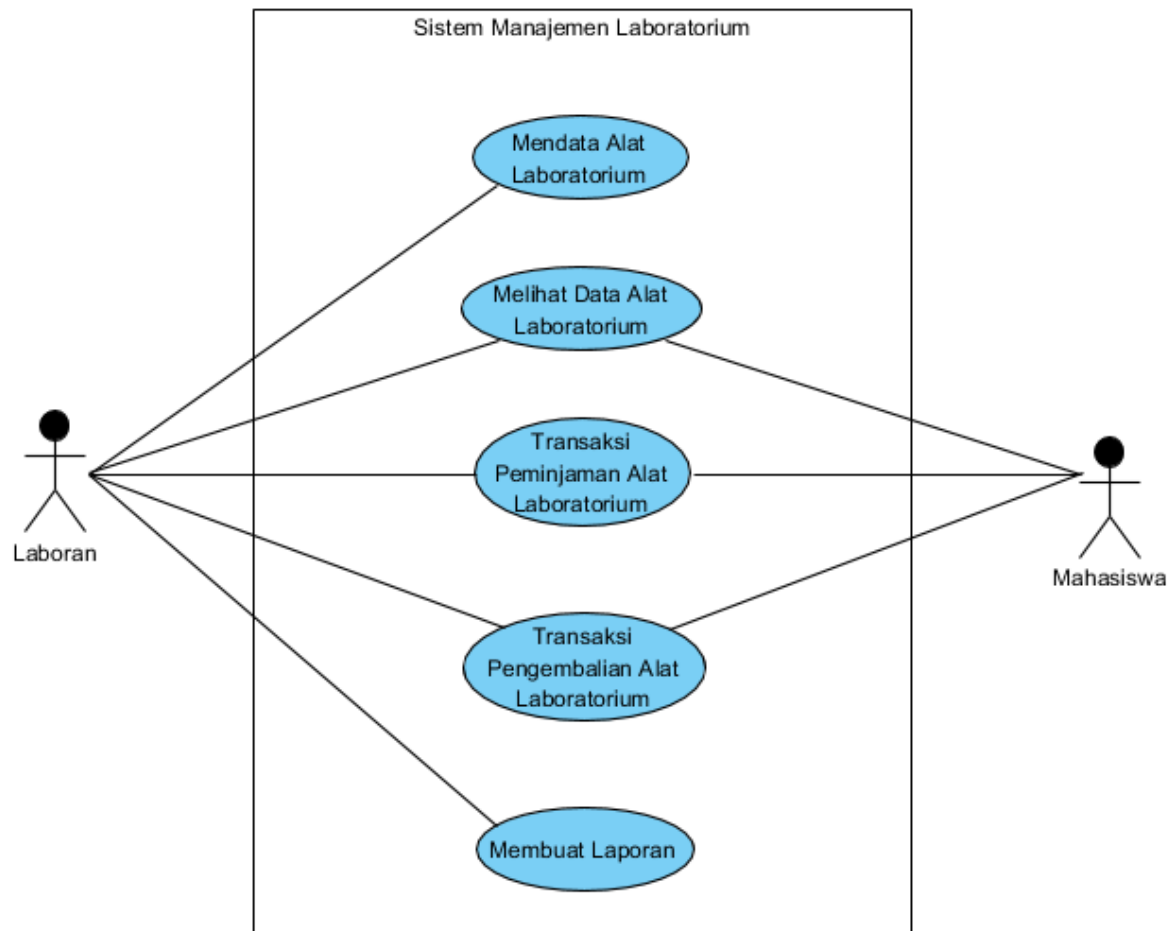 Sistem Manajemen Laboratorium
Mendata Alat
Laboratorium
Melihat Data Alat
Laboratorium
Transaksi
Peminjaman Alat
Laboratorium
Laboran
Mahasiswa
Transaksi
Pengembalian Alat
Laboratorium
Membuat Laporan